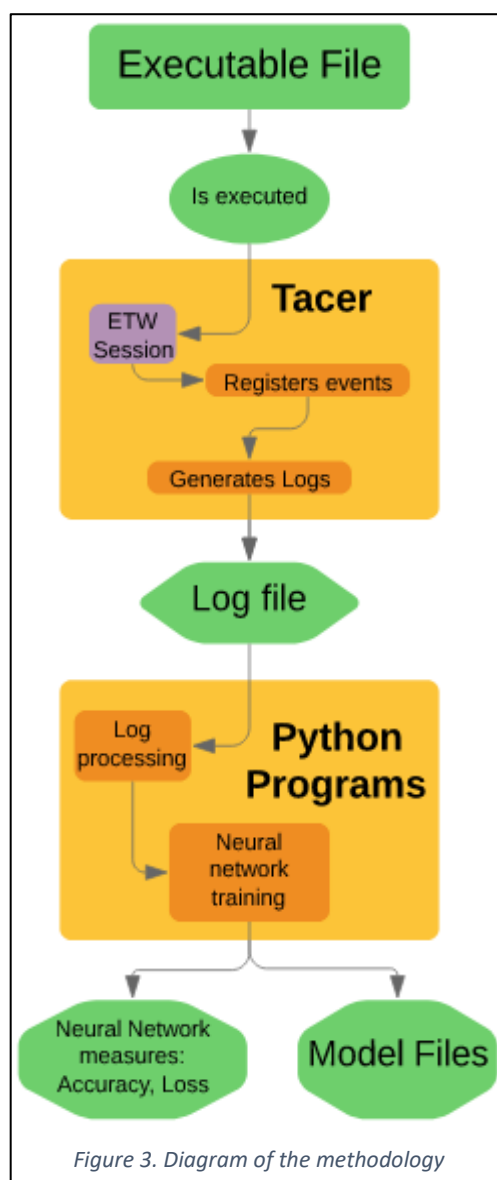 Executable File
Is executed
Tacer
ETW
Session
Registers events
Generates Logs
Log file
Log
processing
Python
Programs
Neural
network
training
Neural Network
measures:
Accuracy, Loss
Model Files
Figure 3. Diagram of the methodology